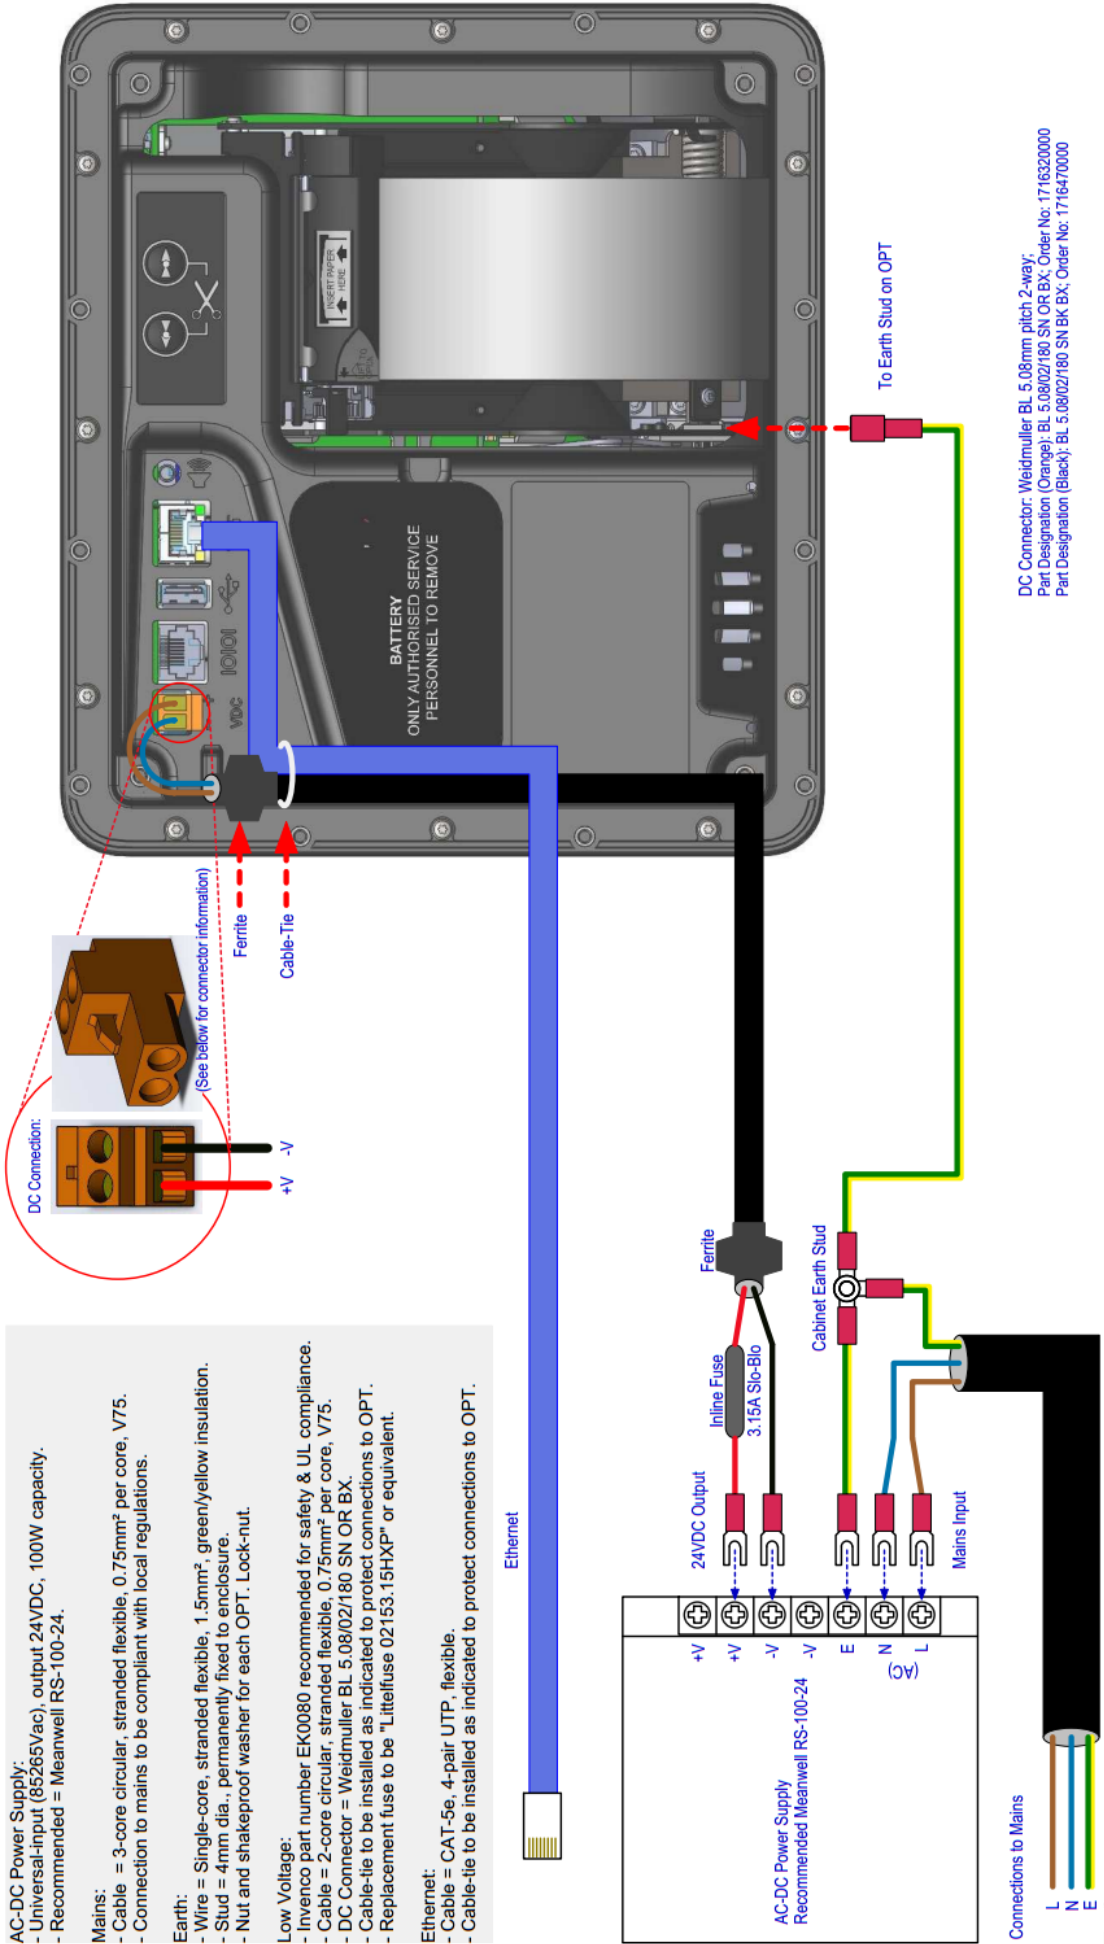 AC-DC Power Supply:
- Universal-input (85265Vac), output 24VDC, 100W capacity.
- Recommended = Meanwell RS-100-24.
Mains:
- Cable = 3-core circular, stranded flexible, 0.75mm² per core, V75.
- Connection to mains to be compliant with local regulations.
Earth:
- Wire = Single-core, stranded flexible, 1.5mm², green/yellow insulation.
- Stud = 4mm dia., permanently fixed to enclosure.
- Nut and shakeproof washer for each OPT. Lock-nut.
Low Voltage:
- Invenco part number EK0080 recommended for safety & UL compliance.
- Cable = 2-core circular, stranded flexible, 0.75mm² per core, V75.
- DC Connector = Weidmuller BL 5.08/02/180 SN OR BX.
- Cable-tie to be installed as indicated to protect connections to OPT.
- Replacement fuse to be "Littelfuse 02153.15HXP" or equivalent.
Ethernet:
- Cable = CAT-5e, 4-pair UTP, flexible.
- Cable-tie to be installed as indicated to protect connections to OPT.
DC Connection:
+V
-V
(See below for connector information)
Ferrite
Cable-Tie
VDC
IOIOI
BATTERY
ONLY AUTHORISED SERVICE
PERSONNEL TO REMOVE
INSERT PAPER
HERE
Ethernet
To Earth Stud on OPT
Ferrite
Inline Fuse
3.15A Slo-Blo
Cabinet Earth Stud
24VDC Output
Mains Input
+V
+V
-V
-V
E
N
L
(AC)
AC-DC Power Supply
Recommended Meanwell RS-100-24
Connections to Mains
L
N
E
DC Connector: Weidmuller BL 5.08mm pitch 2-way;
Part Designation (Orange): BL 5.08/02/180 SN OR BX; Order No: 1716320000
Part Designation (Black): BL 5.08/02/180 SN BK BX; Order No: 1716470000